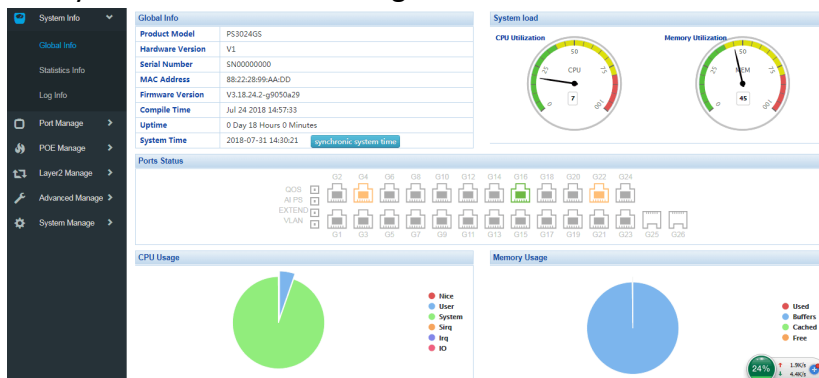 System Info
Global Info
Statistics Info
Log Info
Port Manage
POE Manage
Layer2 Manage
Advanced Manage
System Manage
Global Info
Product Model PS3024GS
Hardware Version V1
Serial Number SN00000000
MAC Address 88:22:28:99:AA:DD
Firmware Version V3.18.24.2-g9050a29
Compile Time Jul 24 2018 14:57:33
Uptime 0 Day 18 Hours 0 Minutes
System Time 2018-07-31 14:30:21 synchronic system time
System load
CPU Utilization
0 25 50 75 100
CPU
7
Memory Utilization
0 25 50 75 100
MEM
45
Ports Status
G2 G4 G6 G8 G10 G12 G14 G16 G18 G20 G22 G24
QOS
AI PS
EXTEND
VLAN
G1 G3 G5 G7 G9 G11 G13 G15 G17 G19 G21 G23 G25 G26
CPU Usage
Nice
User
System
Sirq
Irq
IO
Memory Usage
Used
Buffers
Cached
Free
24%
1.9K/s
4.4K/s